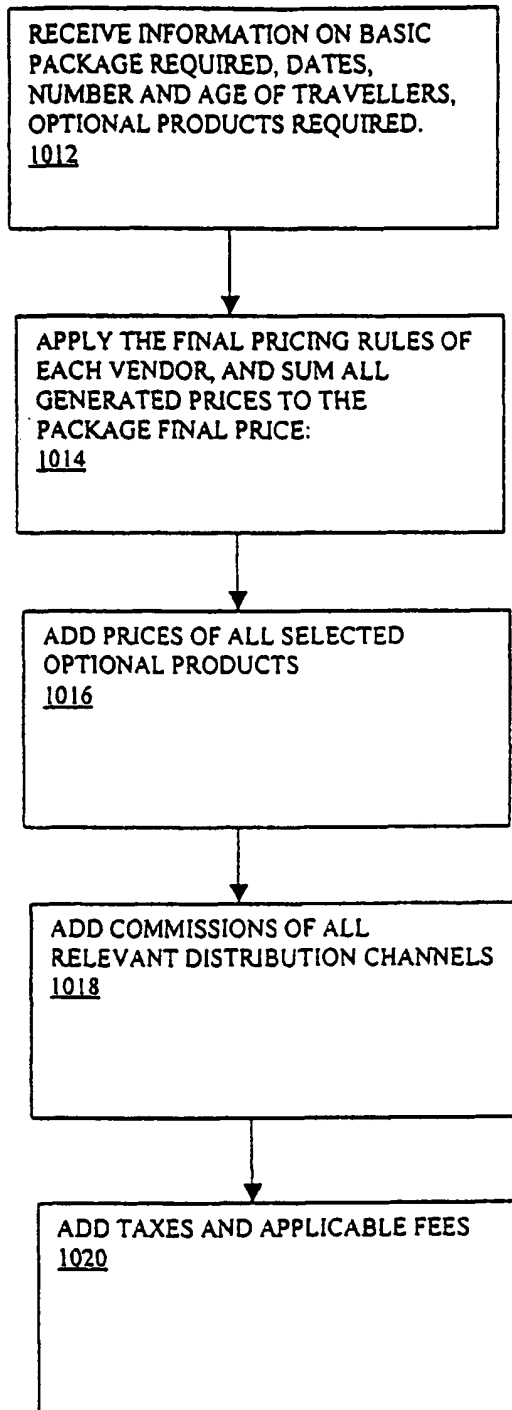 RECEIVE INFORMATION ON BASIC
PACKAGE REQUIRED, DATES,
NUMBER AND AGE OF TRAVELLERS,
OPTIONAL PRODUCTS REQUIRED.
1012
APPLY THE FINAL PRICING RULES OF
EACH VENDOR, AND SUM ALL
GENERATED PRICES TO THE
PACKAGE FINAL PRICE:
1014
ADD PRICES OF ALL SELECTED
OPTIONAL PRODUCTS
1016
ADD COMMISSIONS OF ALL
RELEVANT DISTRIBUTION CHANNELS
1018
ADD TAXES AND APPLICABLE FEES
1020